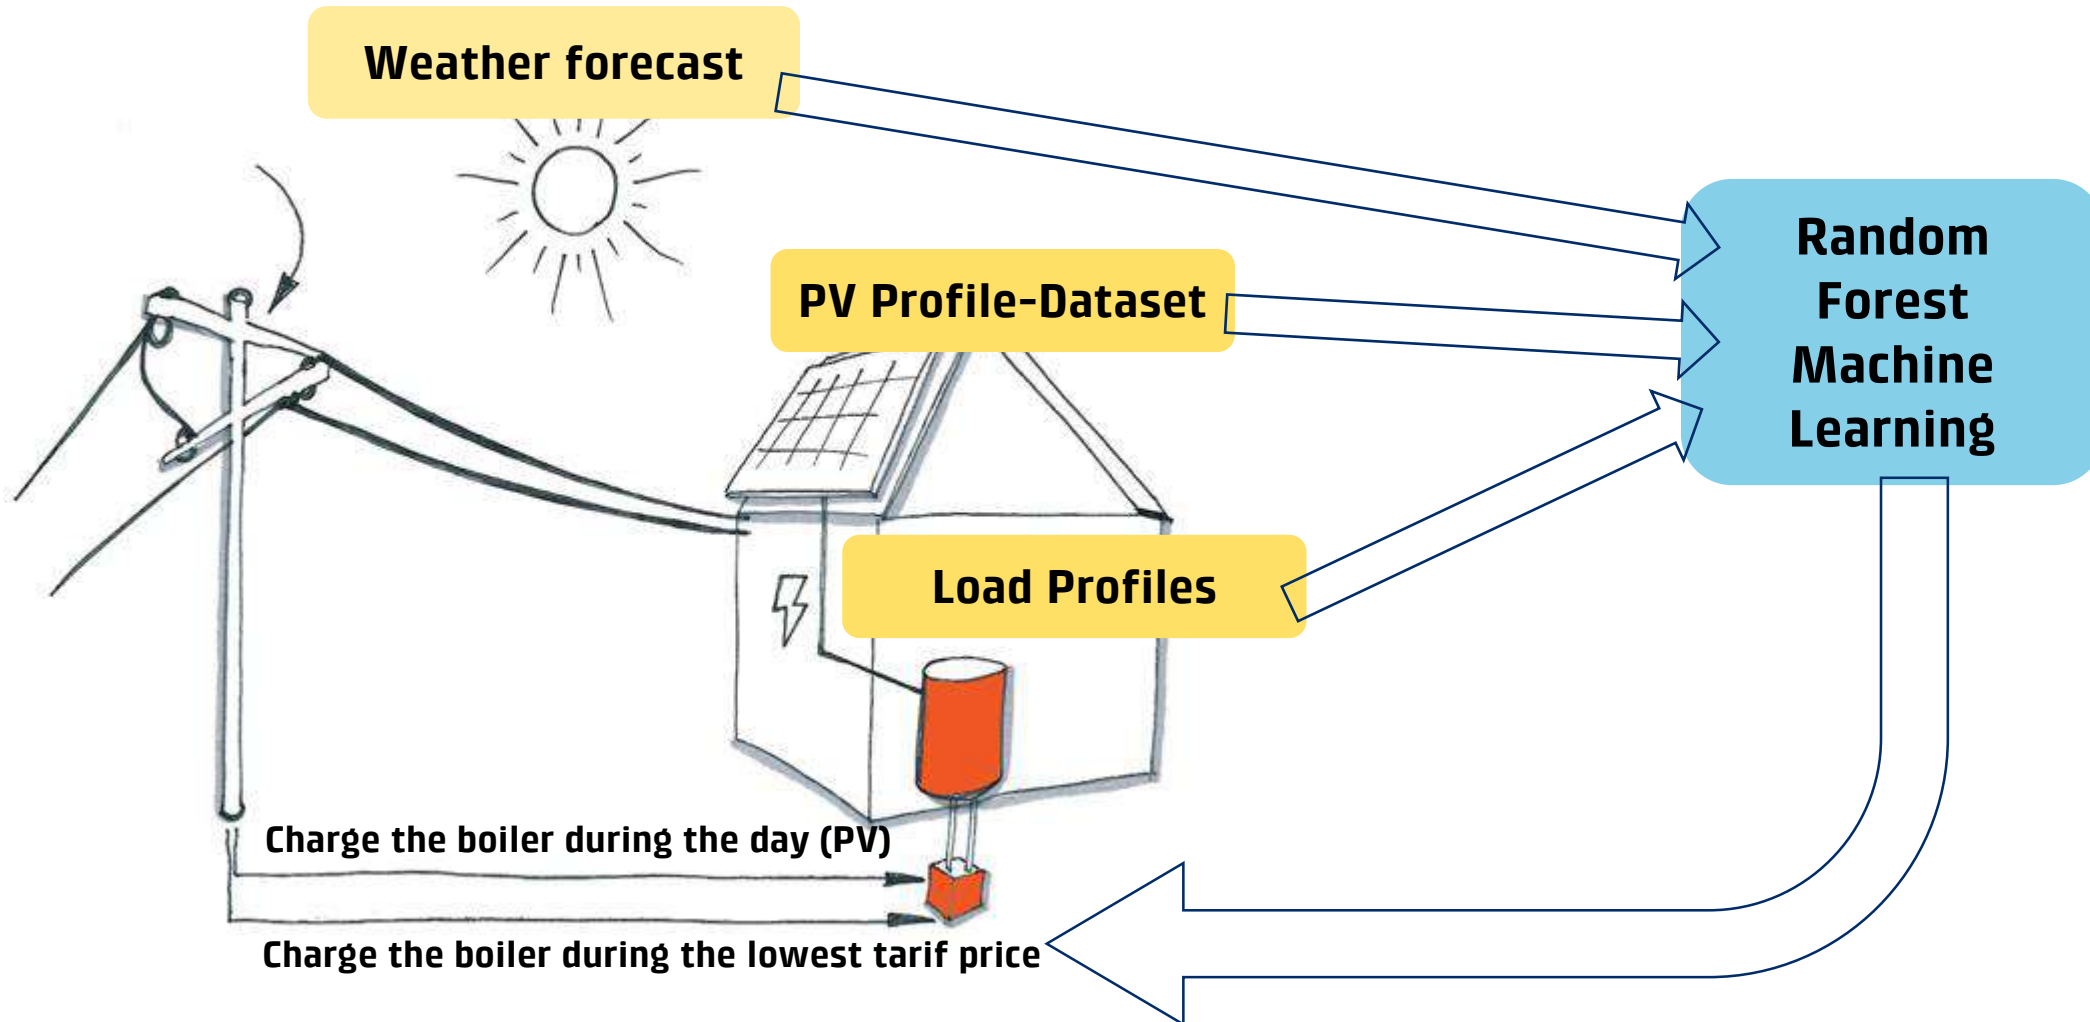 Weather forecast
PV Profile-Dataset
Random
Forest
Machine
Learning
Load Profiles
Charge the boiler during the day (PV)
Charge the boiler during the lowest tarif price